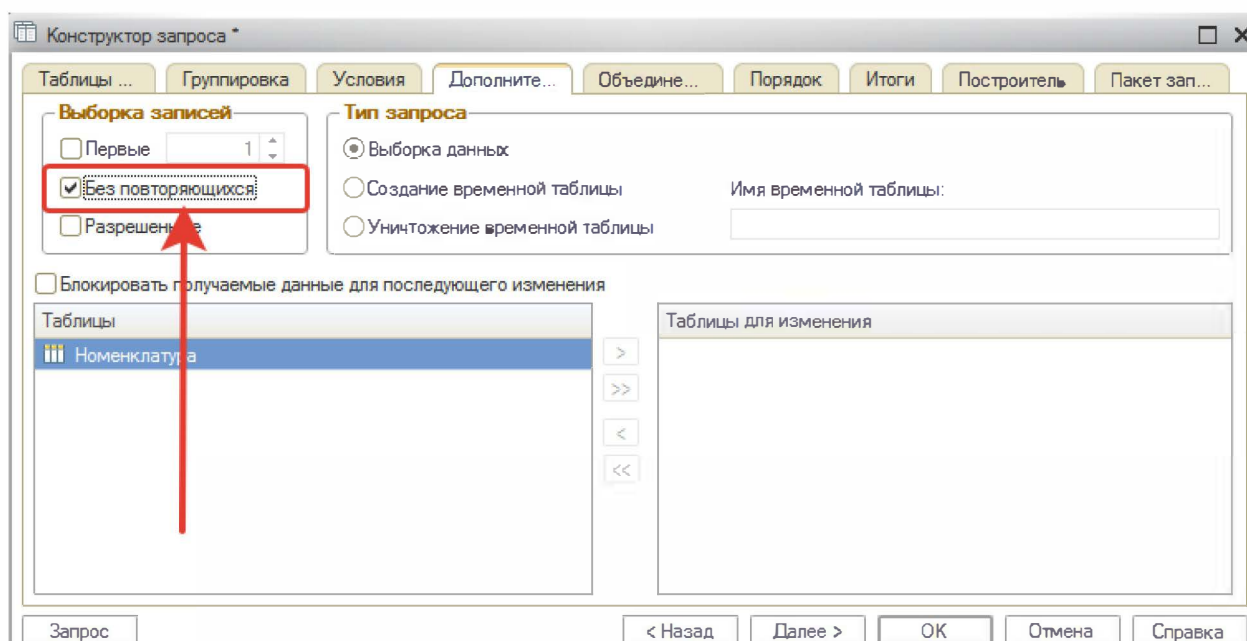 Конструктор запроса *
Таблицы ... Группировка Условия Дополните... Объедине... Порядок Итоги Построитель Пакет зап...
Выборка записей Тип запроса
Первые 1 Выборка данных
Без повторяющихся Создание временной таблицы Имя временной таблицы:
Разрешенные Уничтожение временной таблицы
Блокировать получаемые данные для последующего изменения
Таблицы Таблицы для изменения
Номенклатура >
>>
<
<<
Запрос < Назад Далее > OK Отмена Справка